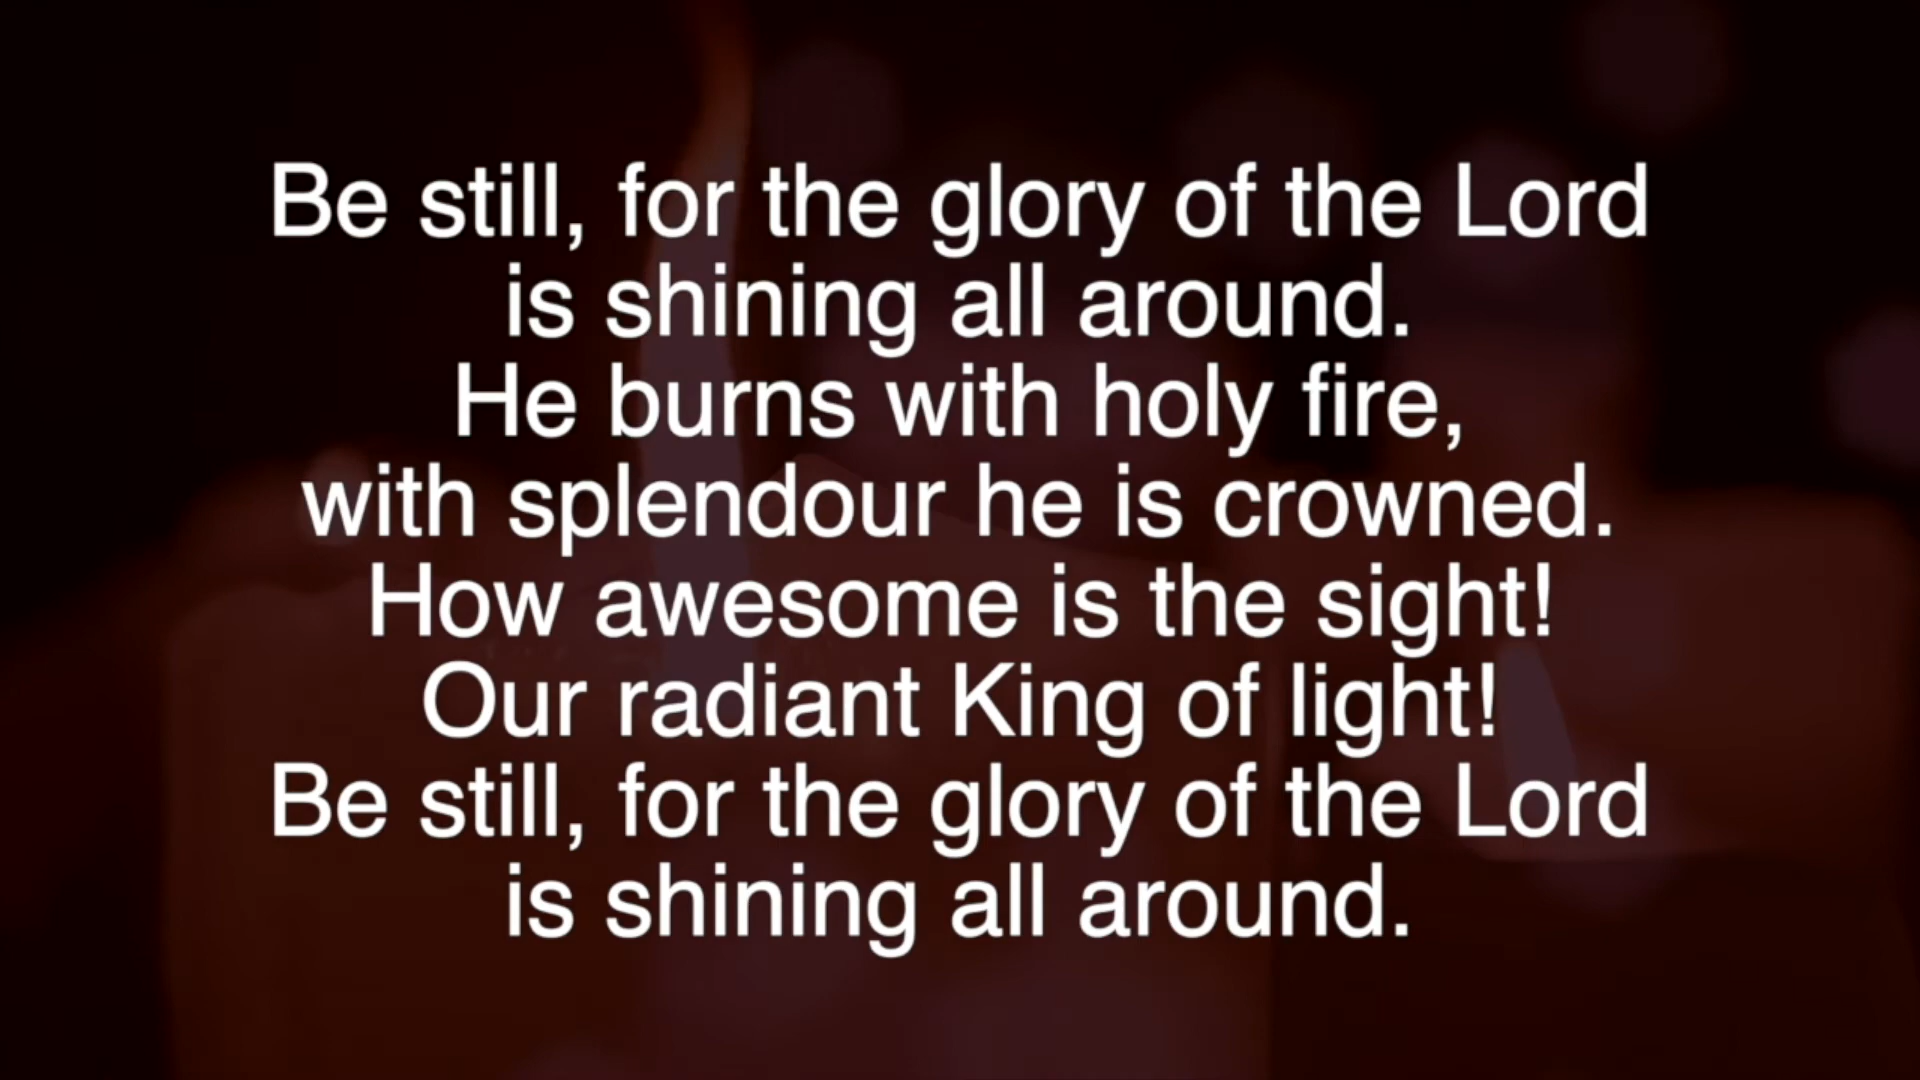 Be still, for the glory of the Lord
is shining all around.
He burns with holy fire,
with splendour he is crowned.
How awesome is the sight!
Our radiant King of light!
Be still, for the glory of the Lord
is shining all around.